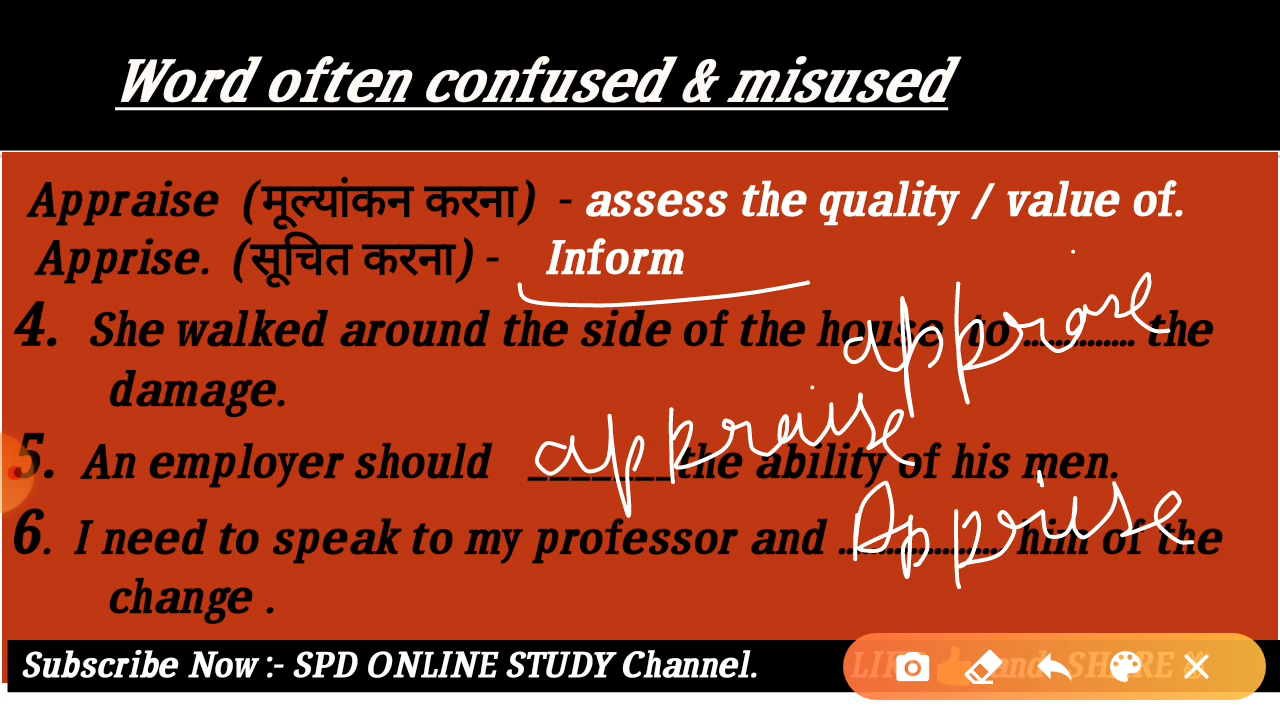 Word often confused & misused
Appraise (मूल्यांकन करना) - assess the quality / value of.
Apprise. (सूचित करना) - Inform
4. She walked around the side of the house to ............. the
appraise
damage.
appraise
5. An employer should ________ the ability of his men.
Apprise
6. I need to speak to my professor and .................. him of the
change .
Subscribe Now :- SPD ONLINE STUDY Channel. LIKE and SHARE